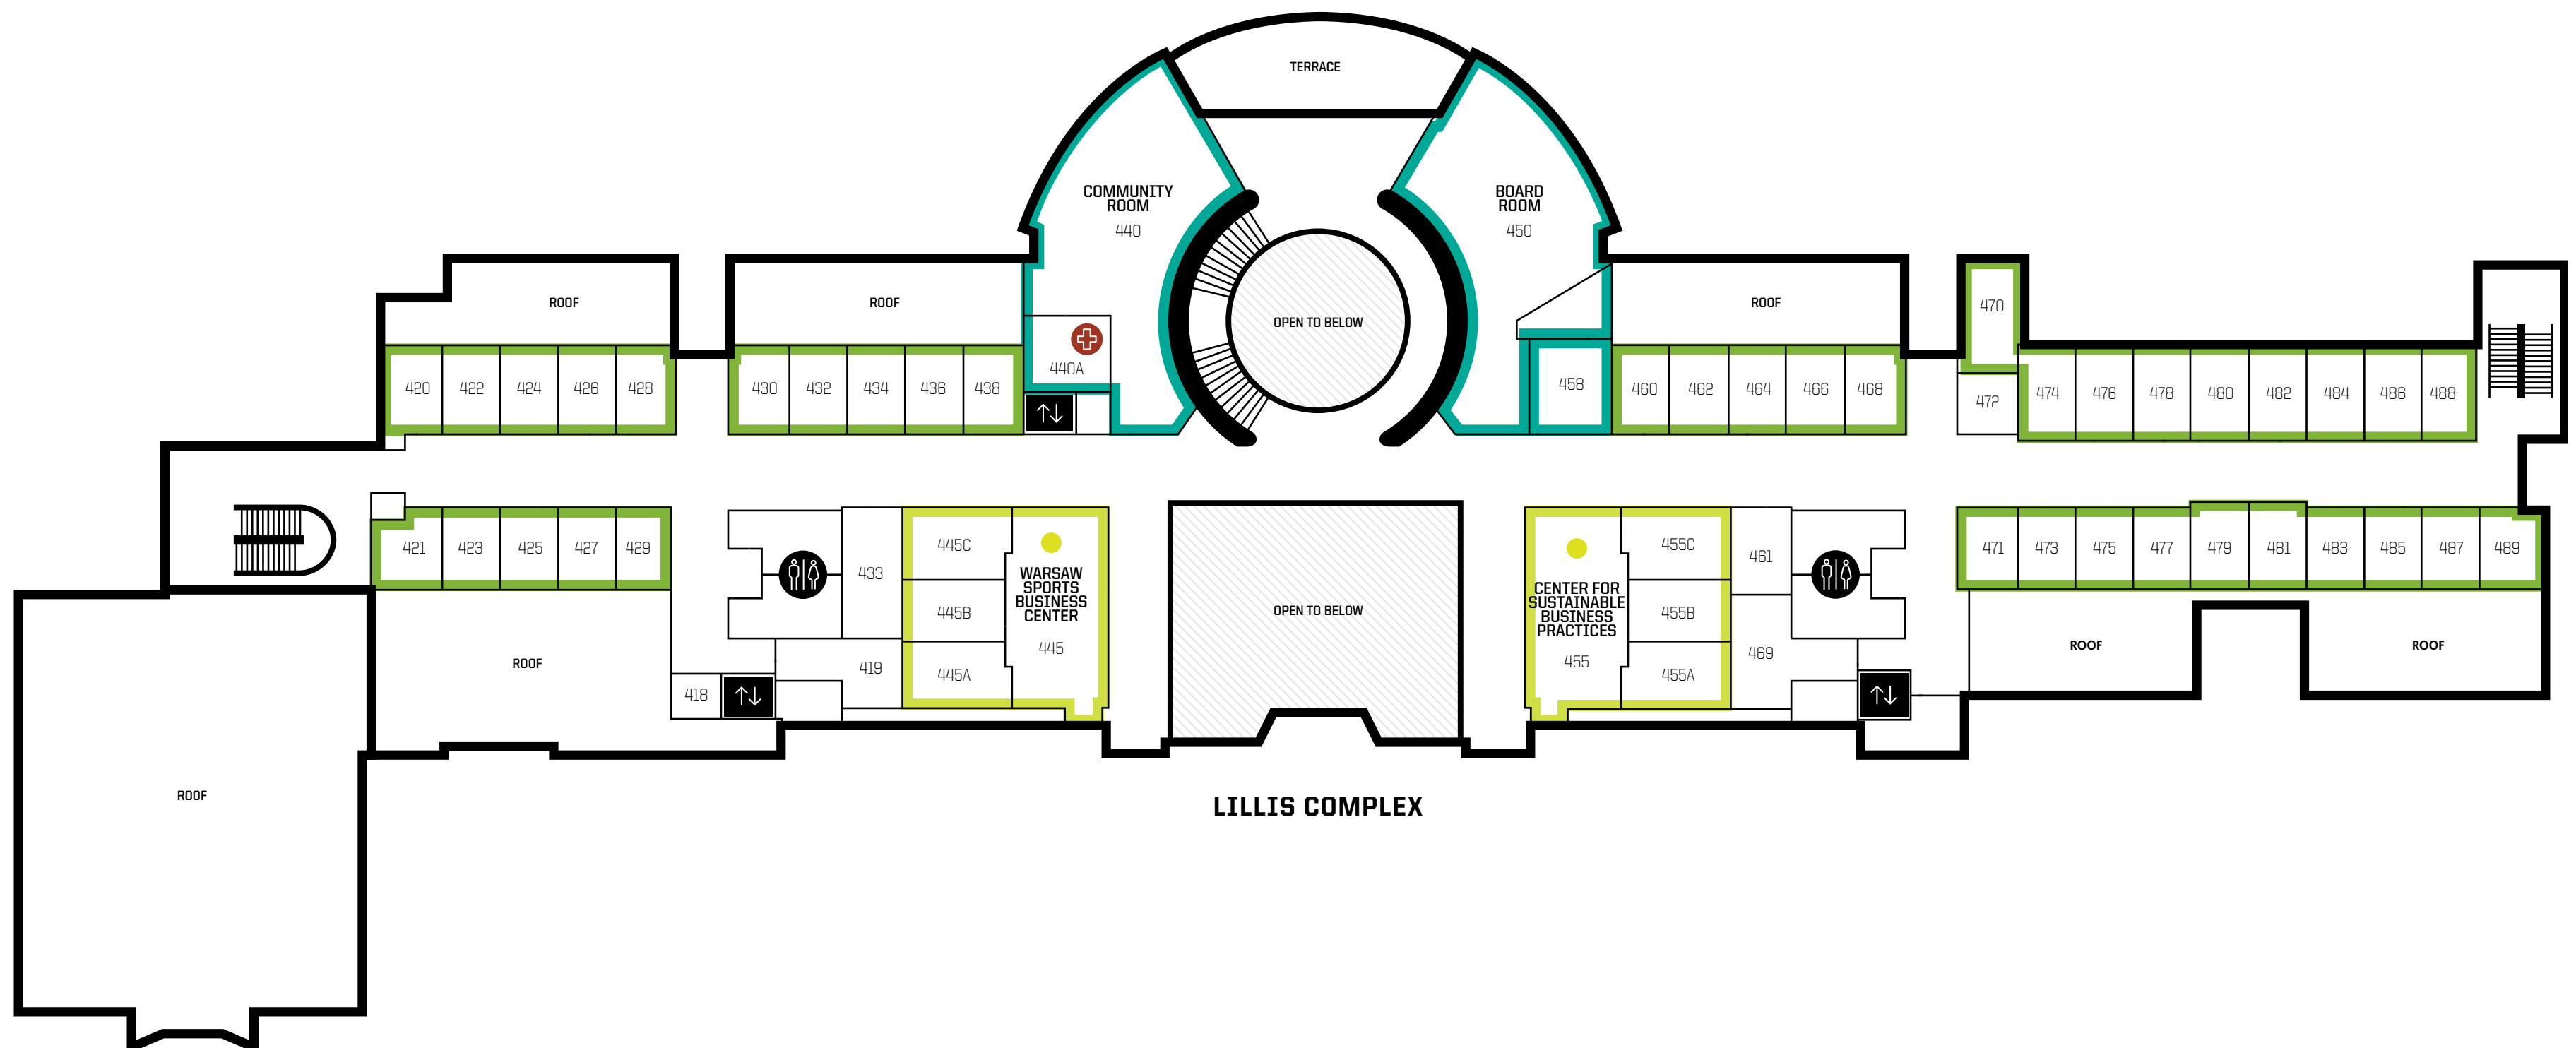 TERRACE
COMMUNITY
ROOM
440
BOARD
ROOM
450
ROOF
ROOF
ROOF
470
OPEN TO BELOW
440A
420
422
424
426
428
430
432
434
436
438
458
460
462
464
466
468
472
474
476
478
480
482
484
486
488
421
423
425
427
429
433
445C
445B
445A
WARSAW
SPORTS
BUSINESS
CENTER
445
419
418
ROOF
OPEN TO BELOW
CENTER FOR
SUSTAINABLE
BUSINESS
PRACTICES
455
455C
455B
455A
461
469
471
473
475
477
479
481
483
485
487
489
ROOF
ROOF
ROOF
LILLIS COMPLEX